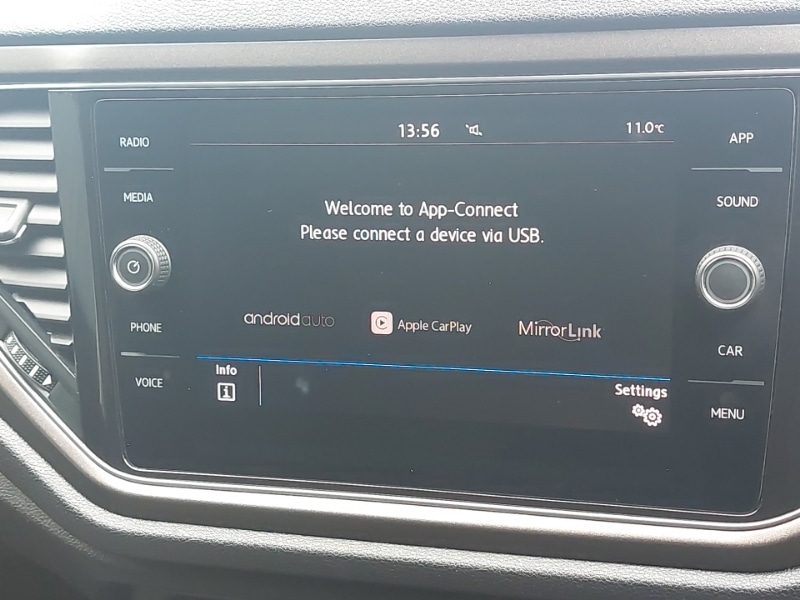 RADIO
MEDIA
PHONE
VOICE
13:56
11.0°C
Welcome to App-Connect
Please connect a device via USB.
androidauto
Apple CarPlay
MirrorLink
Info
Settings
APP
SOUND
CAR
MENU